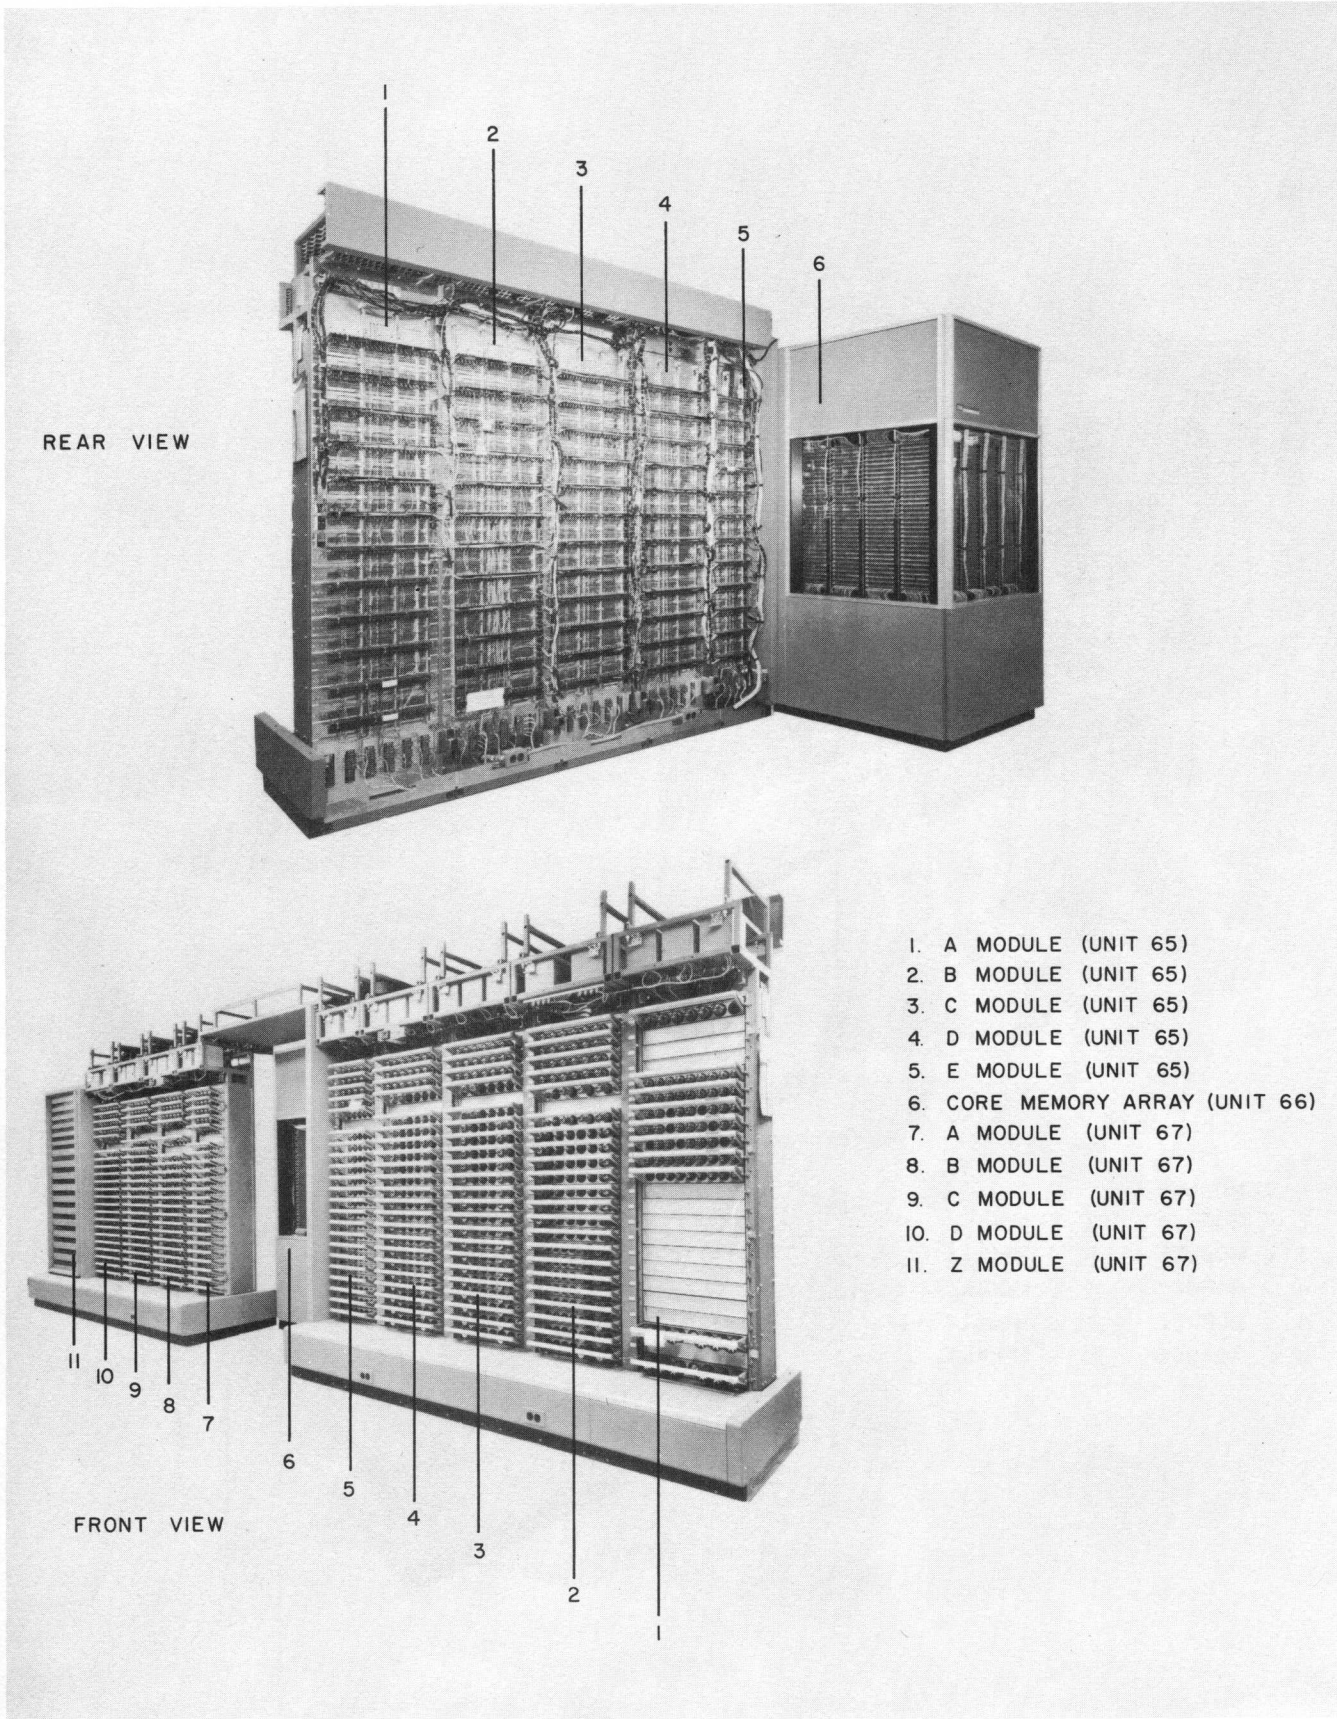 1
2
3
4
5
6
REAR VIEW
1. A MODULE (UNIT 65)
2. B MODULE (UNIT 65)
3. C MODULE (UNIT 65)
4. D MODULE (UNIT 65)
5. E MODULE (UNIT 65)
6. CORE MEMORY ARRAY (UNIT 66)
7. A MODULE (UNIT 67)
8. B MODULE (UNIT 67)
9. C MODULE (UNIT 67)
10. D MODULE (UNIT 67)
11. Z MODULE (UNIT 67)
11
10
9
8
7
6
5
4
3
2
1
FRONT VIEW